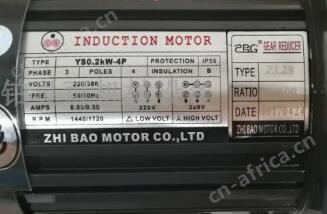 INDUCTION MOTOR
TYPE YS0.2kW-4P PROTECTION IP55
PHASE 3 POLES 4 INSULATION B
VOLTS 220/380
FRE. 50/60Hz
AMPS 220V 380V
R P M 1440/1720 LOW VOLT HIGH VOLT
ZHI BAO MOTOR CO.,LTD
ZBG GEAR REDUCER
TYPE ZL28
RATIO
DATE
ZHI BAO MOTOR CO.,LTD
cn-africa.cn